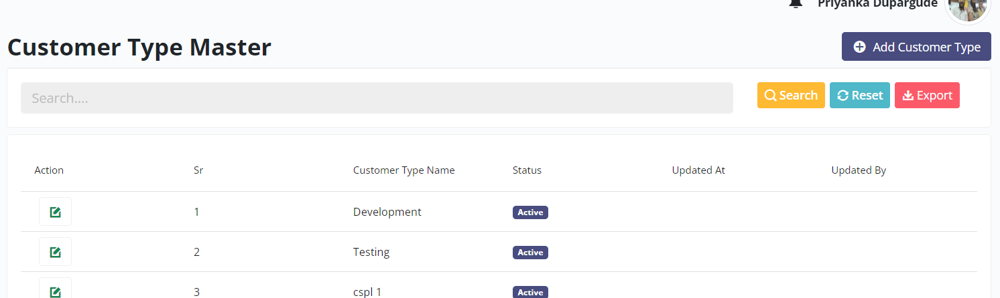 Priyanka Dupargude
Customer Type Master
Add Customer Type
Search....
Search Reset Export
Action Sr Customer Type Name Status Updated At Updated By
1 Development Active
2 Testing Active
3 cspl 1 Active